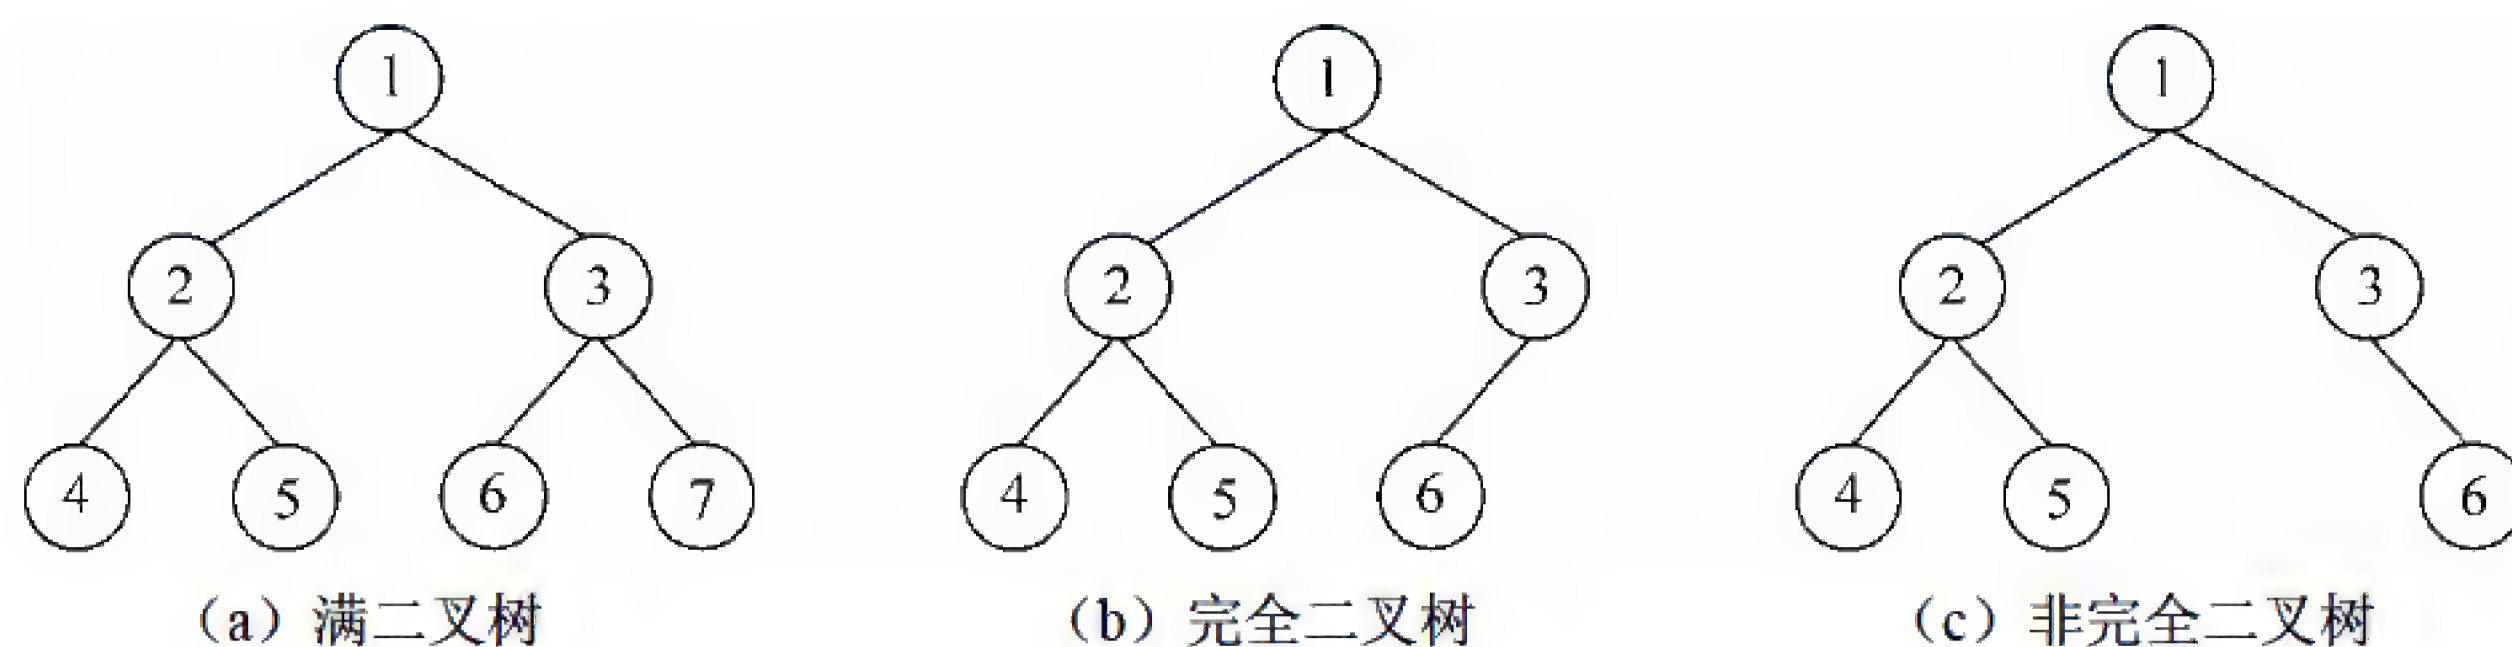 1 1 1
2 3 2 3 2 3
4 5 6 7 4 5 6 4 5 6
（a）满二叉树 （b）完全二叉树 （c）非完全二叉树